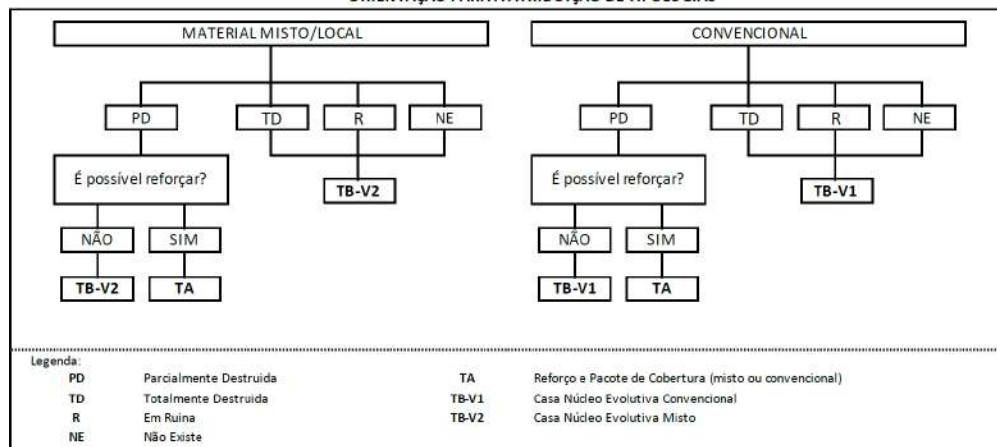 MATERIAL MISTO/LOCAL CONVENCIONAL
PD TD R NE PD TD R NE
É possível reforçar? TB-V2 É possível reforçar? TB-V1
NÃO SIM NÃO SIM
TB-V2 TA TB-V1 TA
Legenda:
PD Parcialmente Destruida TA Reforço e Pacote de Cobertura (misto ou convencional)
TD Totalmente Destruida TB-V1 Casa Núcleo Evolutiva Convencional
R Em Ruina TB-V2 Casa Núcleo Evolutiva Misto
NE Não Existe